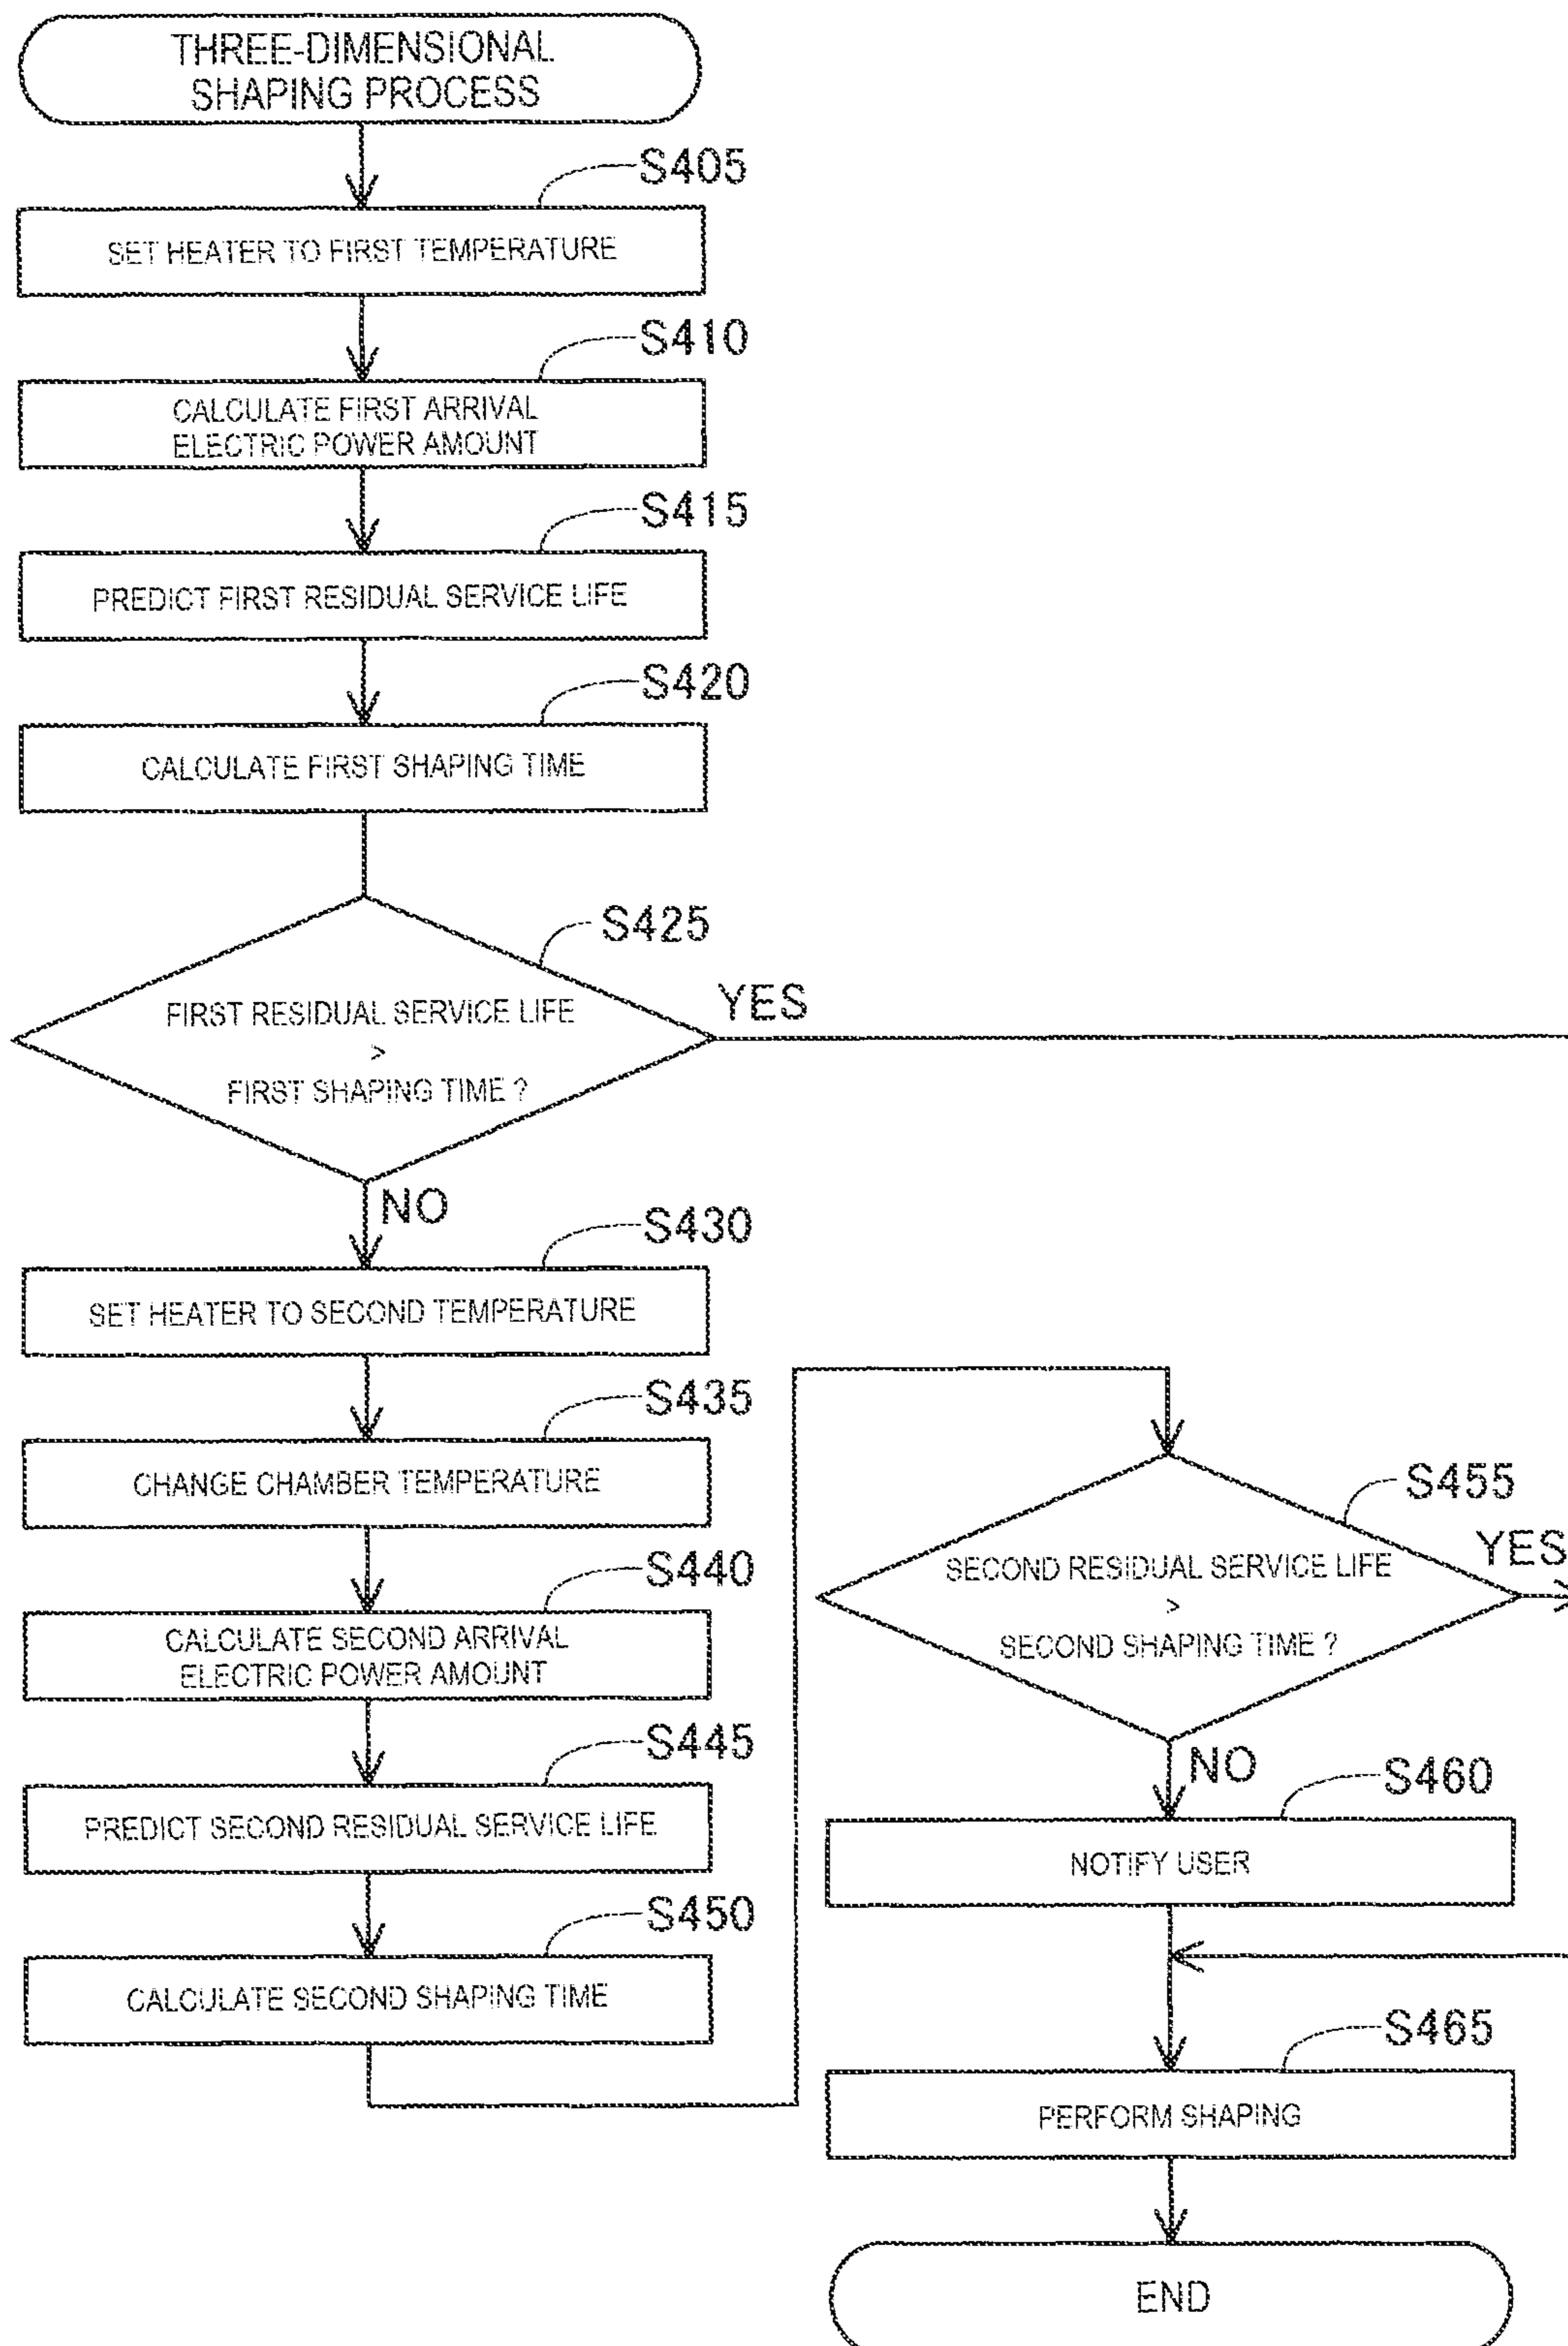 THREE-DIMENSIONAL
SHAPING PROCESS
S405
SET HEATER TO FIRST TEMPERATURE
S410
CALCULATE FIRST ARRIVAL
ELECTRIC POWER AMOUNT
S415
PREDICT FIRST RESIDUAL SERVICE LIFE
S420
CALCULATE FIRST SHAPING TIME
S425
FIRST RESIDUAL SERVICE LIFE
>
FIRST SHAPING TIME ?
YES
NO
S430
SET HEATER TO SECOND TEMPERATURE
S435
CHANGE CHAMBER TEMPERATURE
S440
CALCULATE SECOND ARRIVAL
ELECTRIC POWER AMOUNT
S445
PREDICT SECOND RESIDUAL SERVICE LIFE
S450
CALCULATE SECOND SHAPING TIME
S455
SECOND RESIDUAL SERVICE LIFE
>
SECOND SHAPING TIME ?
YES
NO
S460
NOTIFY USER
S465
PERFORM SHAPING
END